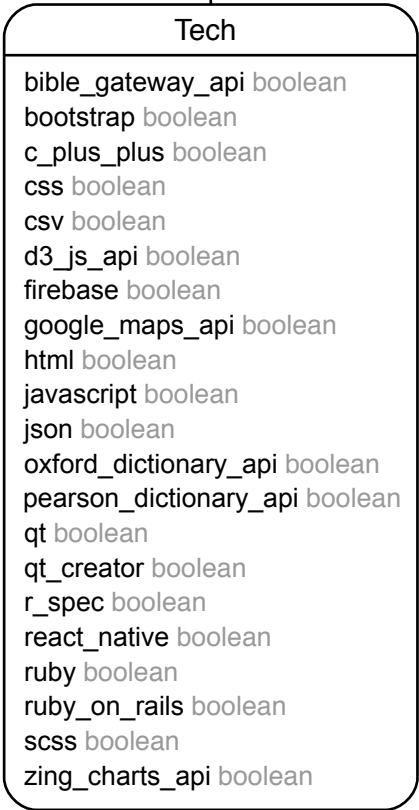 Tech
bible_gateway_api boolean
bootstrap boolean
c_plus_plus boolean
css boolean
csv boolean
d3_js_api boolean
firebase boolean
google_maps_api boolean
html boolean
javascript boolean
json boolean
oxford_dictionary_api boolean
pearson_dictionary_api boolean
qt boolean
qt_creator boolean
r_spec boolean
react_native boolean
ruby boolean
ruby_on_rails boolean
scss boolean
zing_charts_api boolean